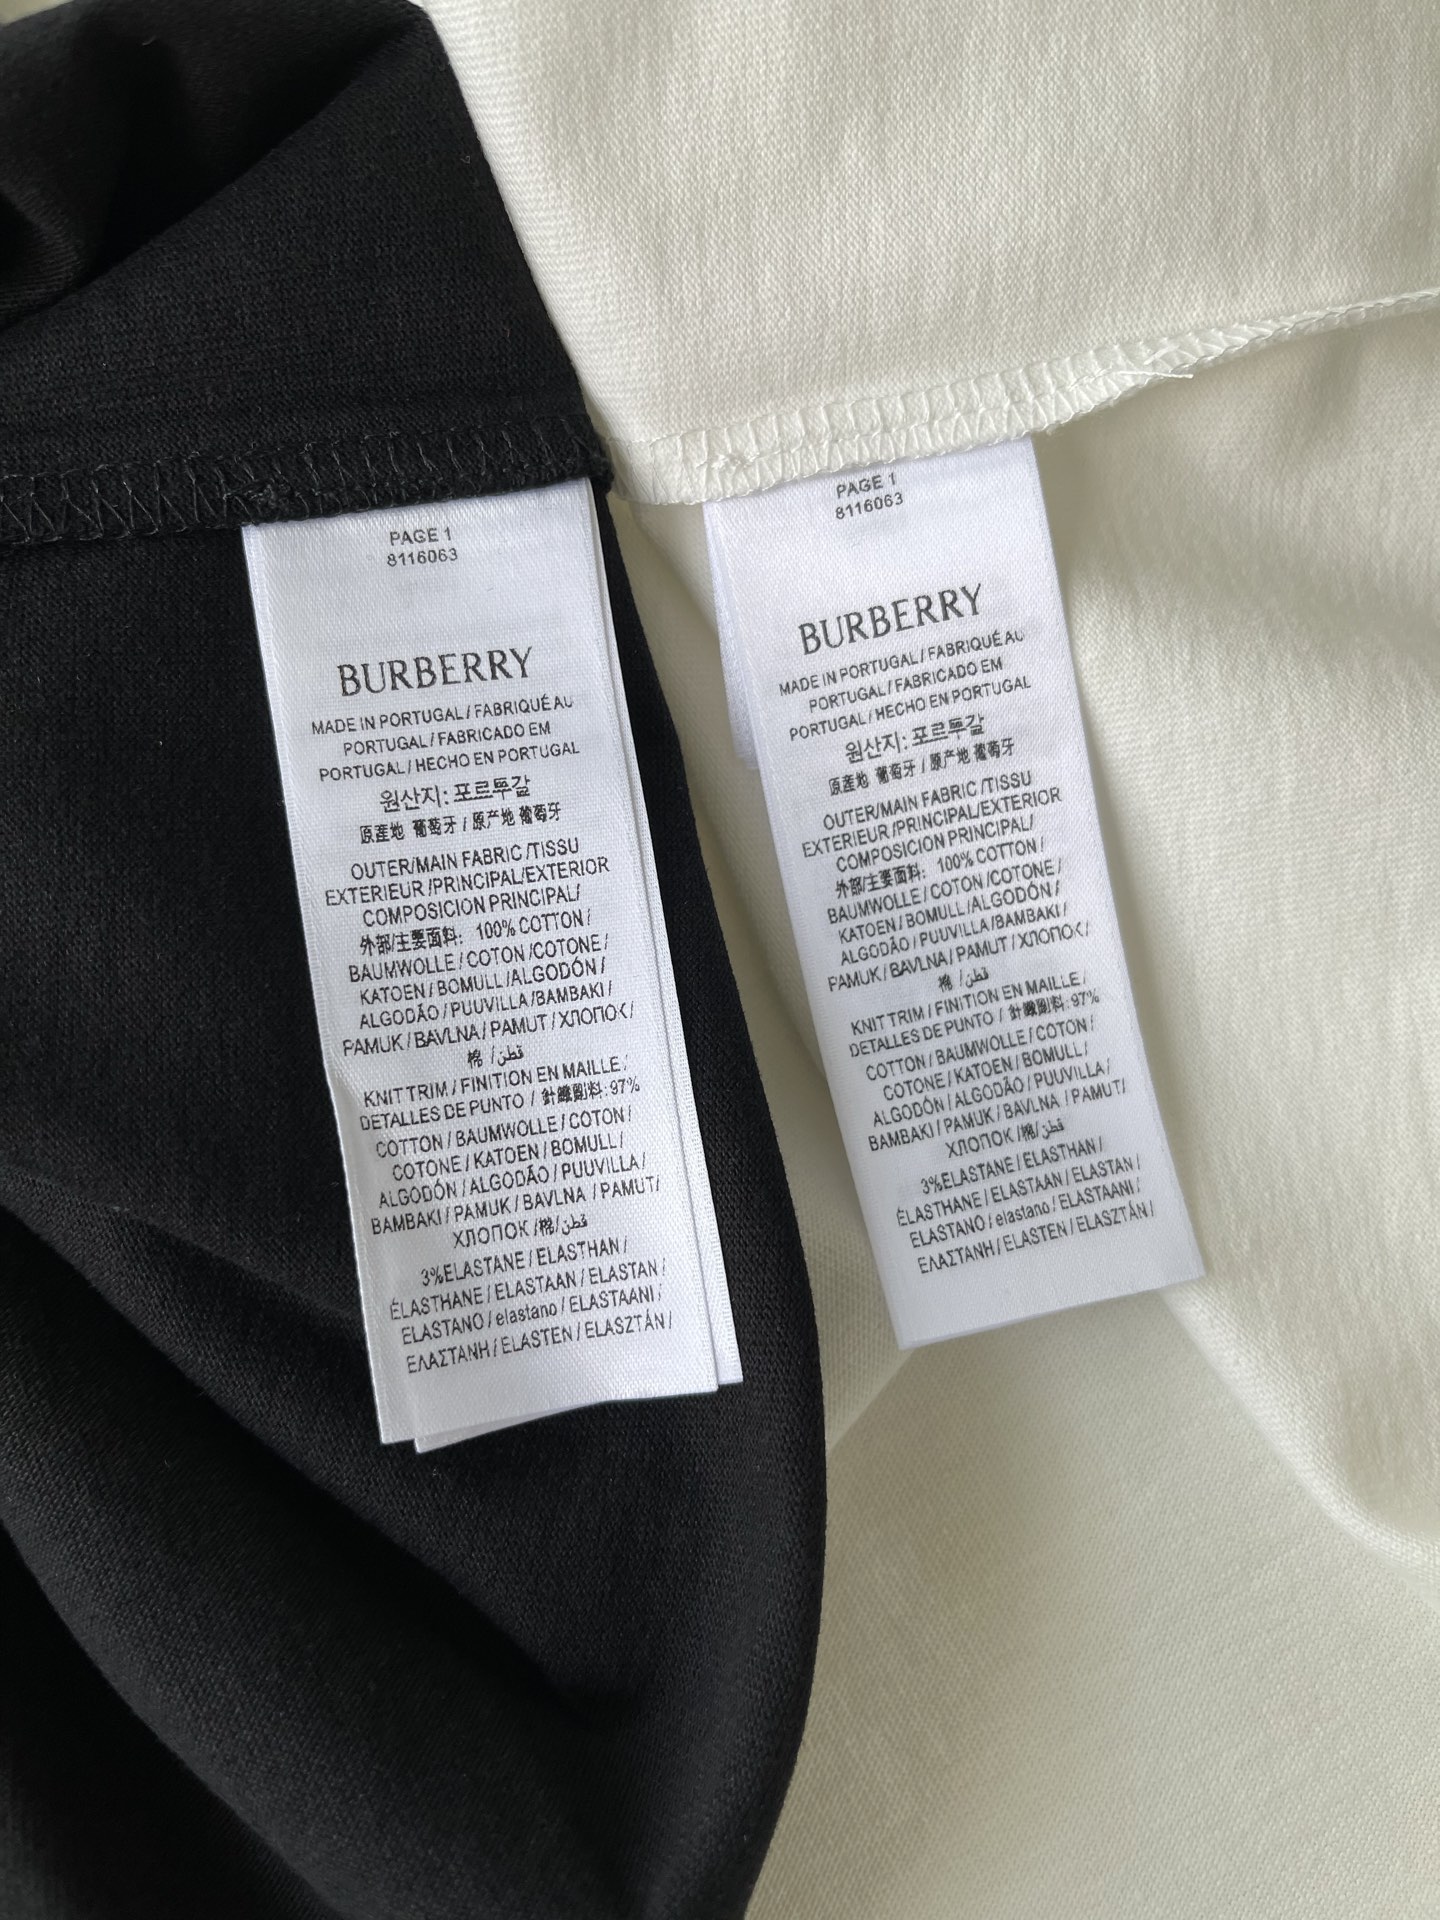 PAGE 1
8116063
BURBERRY
MADE IN PORTUGAL / FABRIQUÉ AU
PORTUGAL / FABRICADO EM
PORTUGAL / HECHO EN PORTUGAL
원산지: 포르투갈
原産地 葡萄牙 / 原产地 葡萄牙
OUTER/MAIN FABRIC /TISSU
EXTERIEUR /PRINCIPAL/EXTERIOR
COMPOSICION PRINCIPAL/
外部/主要面料: 100% COTTON /
BAUMWOLLE / COTON /COTONE /
KATOEN / BOMULL /ALGODÓN /
ALGODÃO / PUUVILLA /BAMBAKI /
PAMUK / BAVLNA / PAMUT / ХЛОПОК /
棉 / قطن /
KNIT TRIM / FINITION EN MAILLE /
DETALLES DE PUNTO / 針織副料: 97%
COTTON / BAUMWOLLE / COTON /
COTONE / KATOEN / BOMULL /
ALGODÓN / ALGODÃO / PUUVILLA /
BAMBAKI / PAMUK / BAVLNA / PAMUT/
ХЛОПОК /棉/ قطن /
3%ELASTANE / ELASTHAN /
ÉLASTHANE / ELASTAAN / ELASTAN /
ELASTANO / elastano / ELASTAANI /
ΕΛΑΣΤΑΝΗ / ELASTEN / ELASZTÁN /
PAGE 1
8116063
BURBERRY
MADE IN PORTUGAL / FABRIQUÉ AU
PORTUGAL / FABRICADO EM
PORTUGAL / HECHO EN PORTUGAL
원산지: 포르투갈
原産地 葡萄牙 / 原产地 葡萄牙
OUTER/MAIN FABRIC /TISSU
EXTERIEUR /PRINCIPAL/EXTERIOR
COMPOSICION PRINCIPAL/
外部/主要面料: 100% COTTON /
BAUMWOLLE / COTON /COTONE /
KATOEN / BOMULL /ALGODÓN /
ALGODÃO / PUUVILLA / BAMBAKI /
PAMUK / BAVLNA / PAMUT / ХЛОПОК /
棉 / قطن /
KNIT TRIM / FINITION EN MAILLE /
DETALLES DE PUNTO / 針織副料: 97%
COTTON / BAUMWOLLE / COTON /
COTONE / KATOEN / BOMULL /
ALGODÓN / ALGODÃO / PUUVILLA /
BAMBAKI / PAMUK / BAVLNA / PAMUT/
ХЛОПОК /棉/ قطن /
3%ELASTANE / ELASTHAN /
ÉLASTHANE / ELASTAAN / ELASTAN /
ELASTANO / elastano / ELASTAANI /
ΕΛΑΣΤΑΝΗ / ELASTEN / ELASZTÁN /